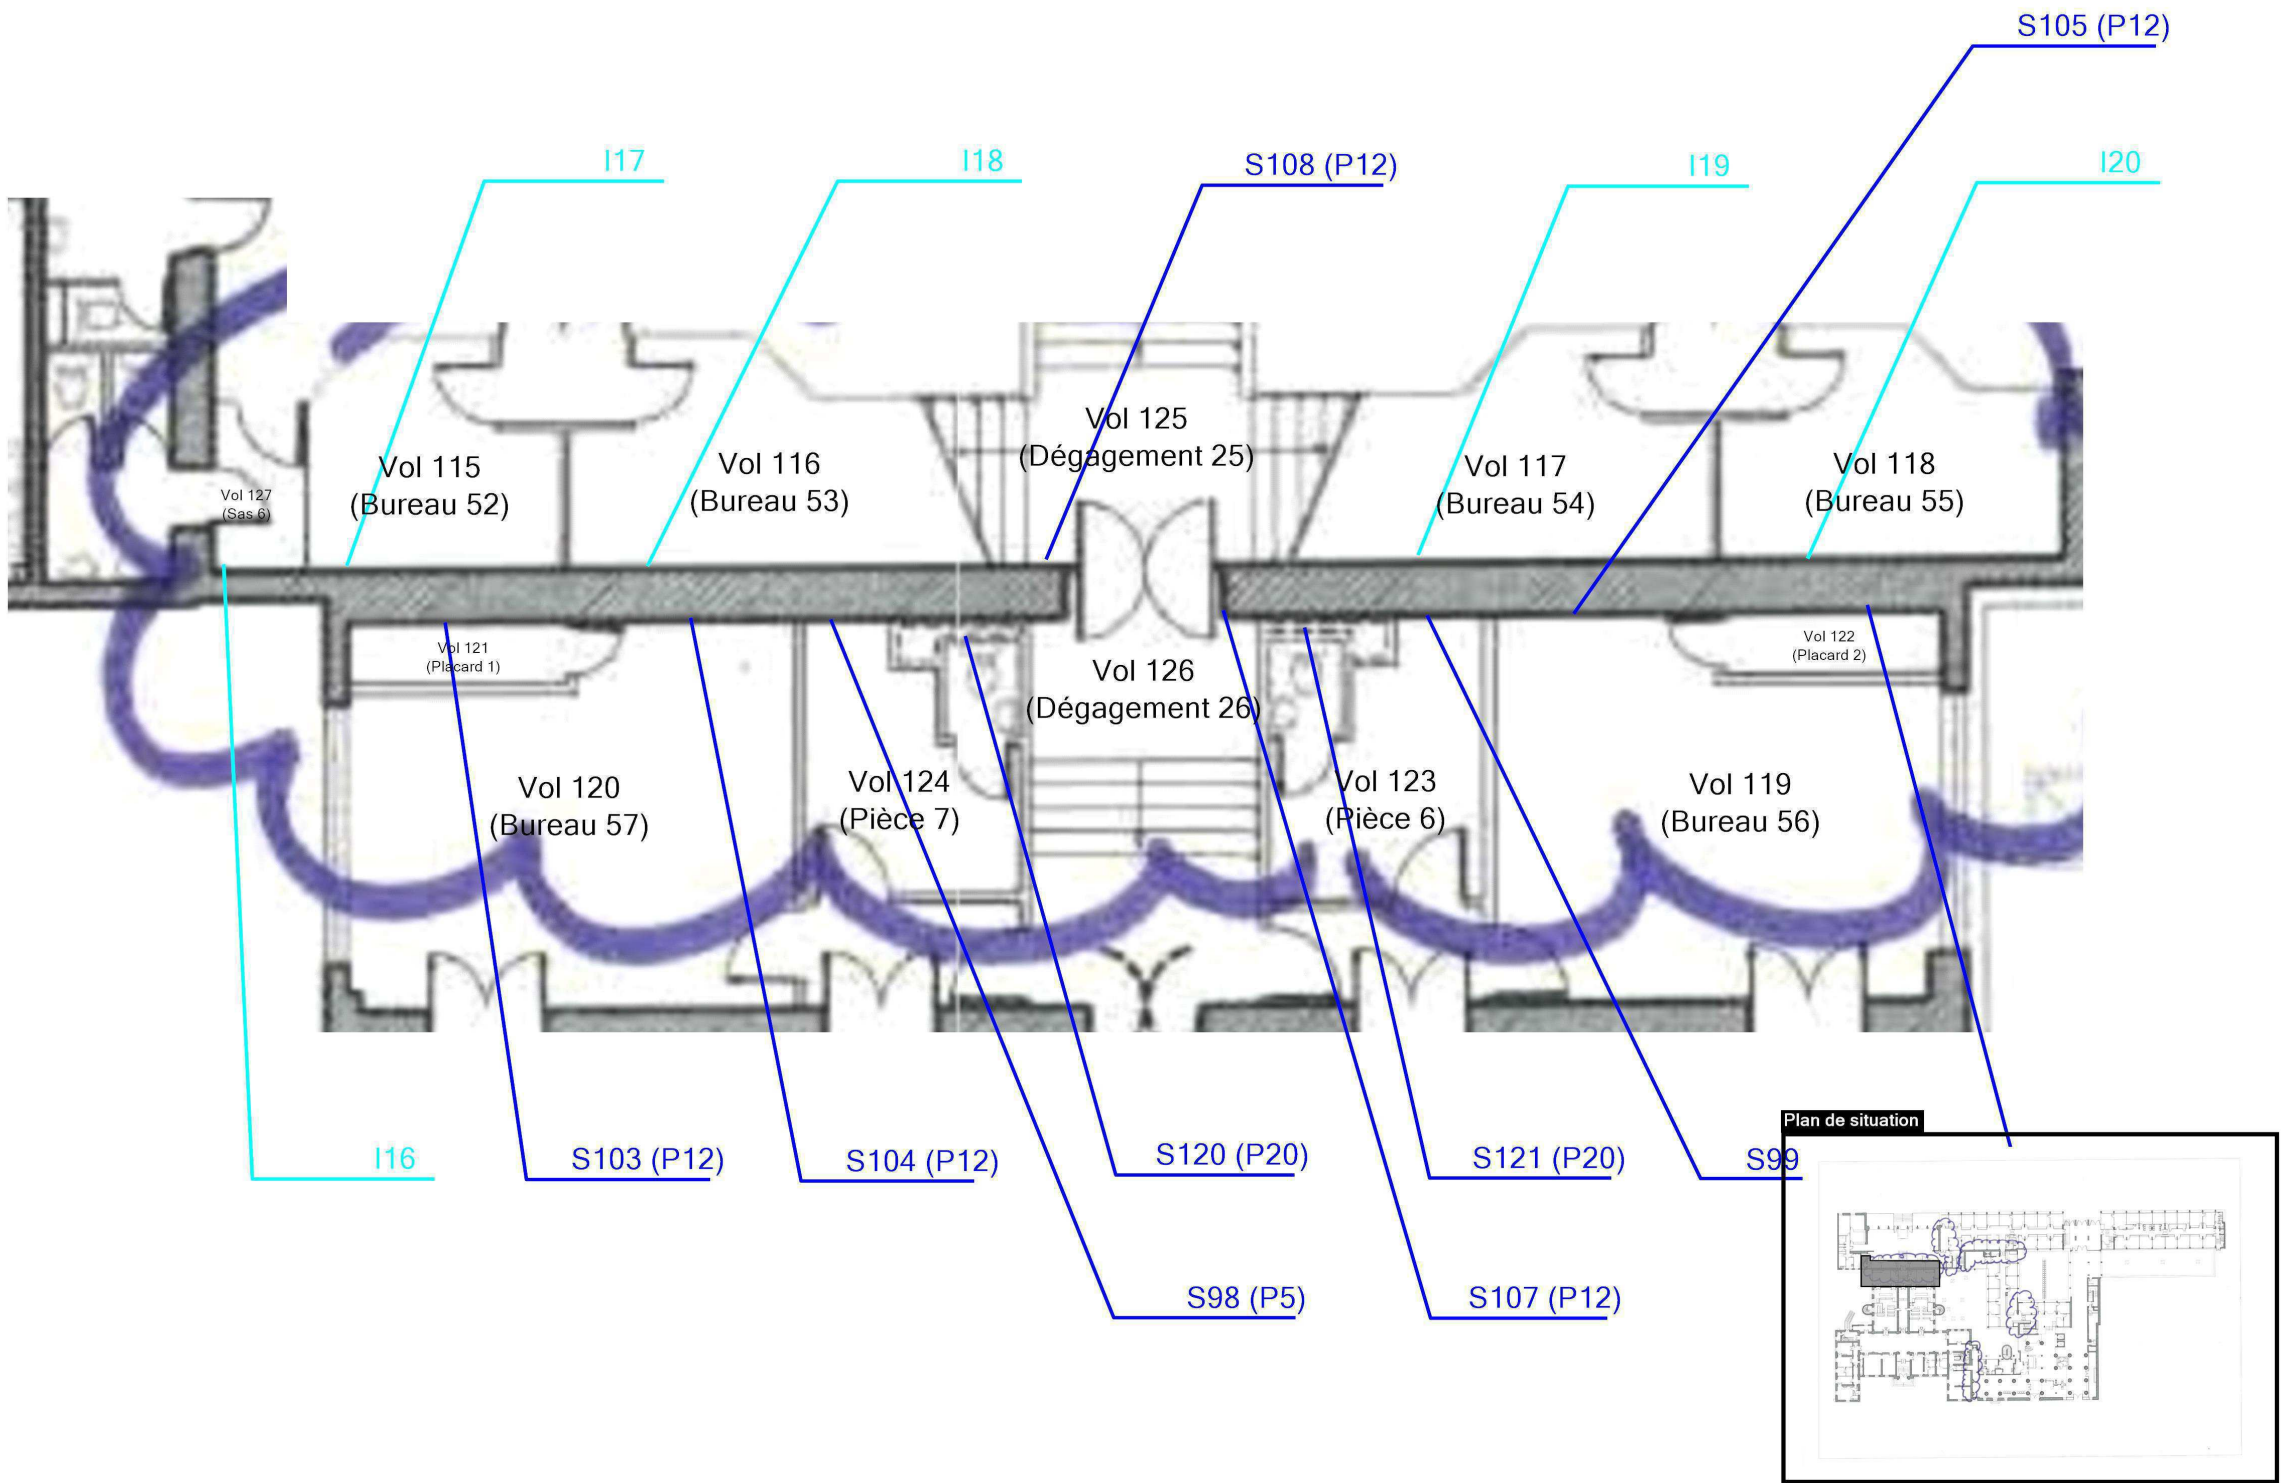 S105 (P12)
I17
I18
S108 (P12)
I19
I20
Vol 125
(Dégagement 25)
Vol 115
(Bureau 52)
Vol 116
(Bureau 53)
Vol 117
(Bureau 54)
Vol 118
(Bureau 55)
Vol 127
(Sas 6)
Vol 121
(Placard 1)
Vol 126
(Dégagement 26)
Vol 122
(Placard 2)
Vol 120
(Bureau 57)
Vol 124
(Pièce 7)
Vol 123
(Pièce 6)
Vol 119
(Bureau 56)
Plan de situation
I16
S103 (P12)
S104 (P12)
S120 (P20)
S121 (P20)
S99
S98 (P5)
S107 (P12)